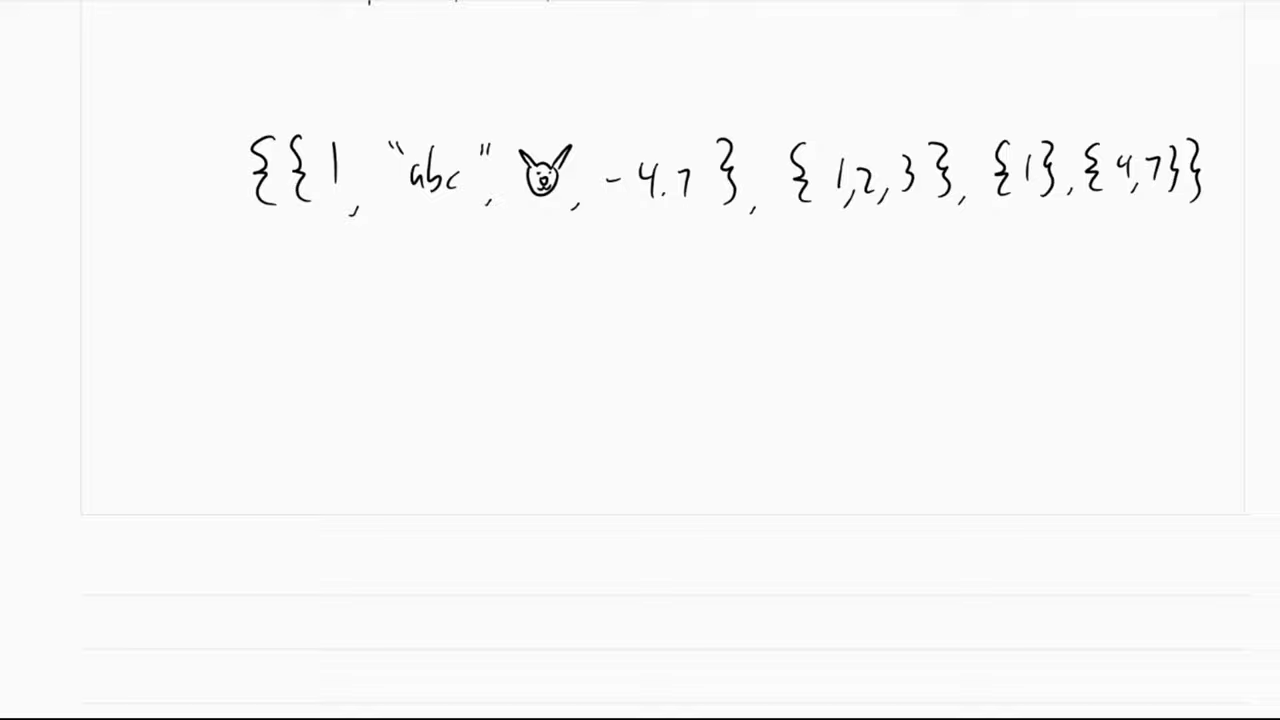 {{1, "abc", , -4.7}, {1,2,3}, {1}, {4,7}}